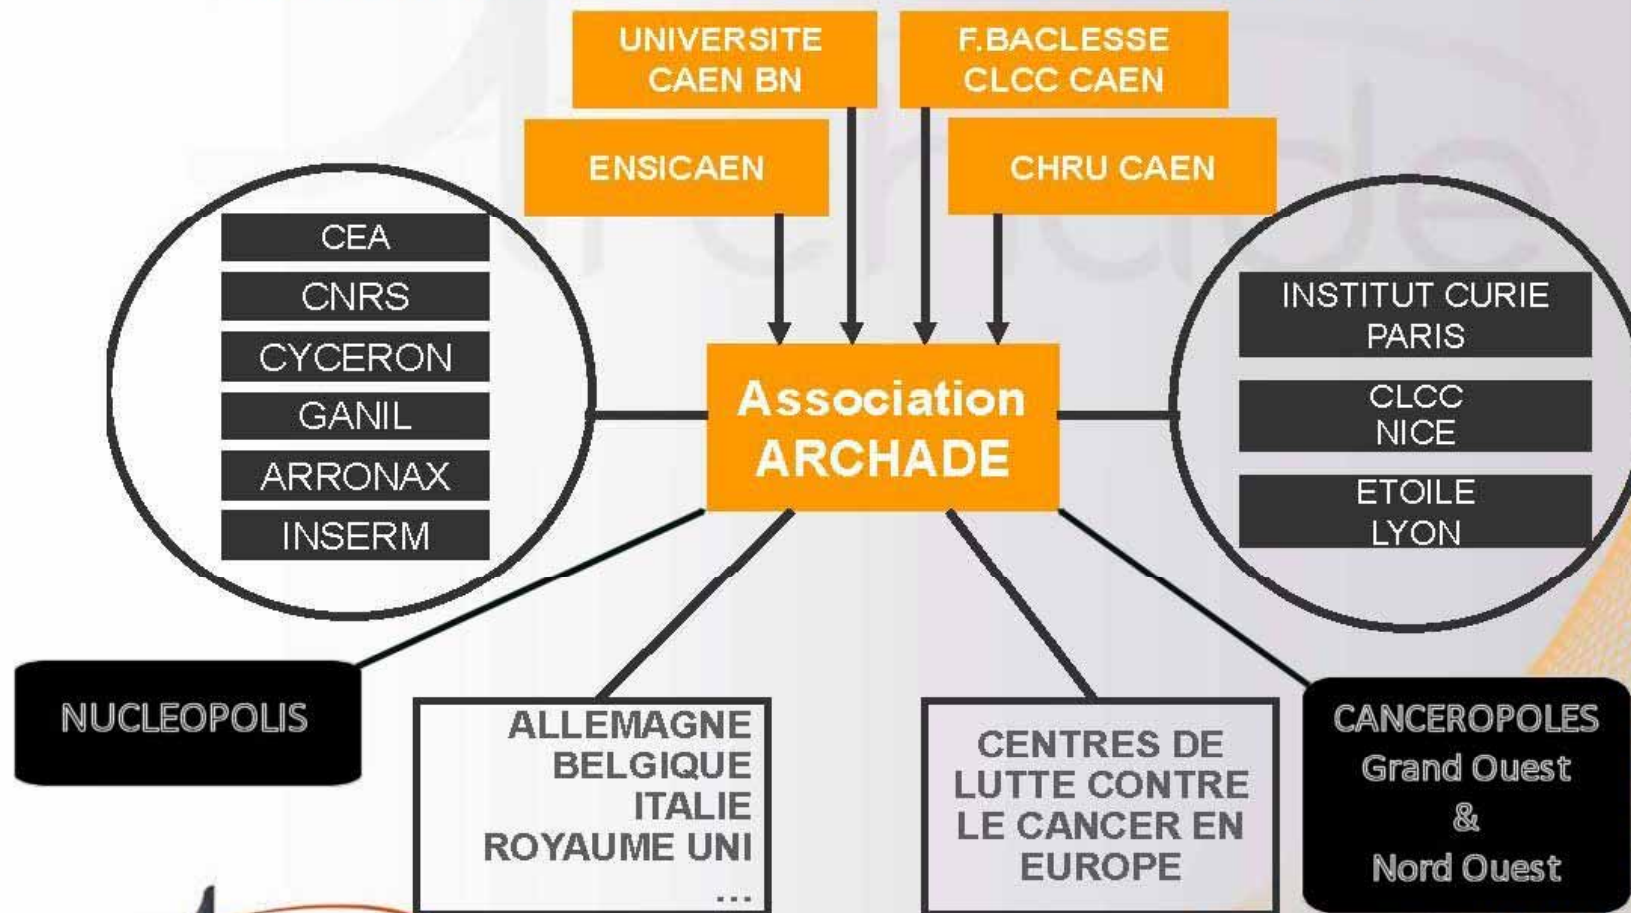 UNIVERSITE
CAEN BN
F.BACLESSE
CLCC CAEN
ENSICAEN
CHRU CAEN
CEA
CNRS
CYCERON
GANIL
ARRONAX
INSERM
Association
ARCHADE
INSTITUT CURIE
PARIS
CLCC
NICE
ETOILE
LYON
NUCLEOPOLIS
ALLEMAGNE
BELGIQUE
ITALIE
ROYAUME UNI
...
CENTRES DE
LUTTE CONTRE
LE CANCER EN
EUROPE
CANCEROPOLES
Grand Ouest
&
Nord Ouest